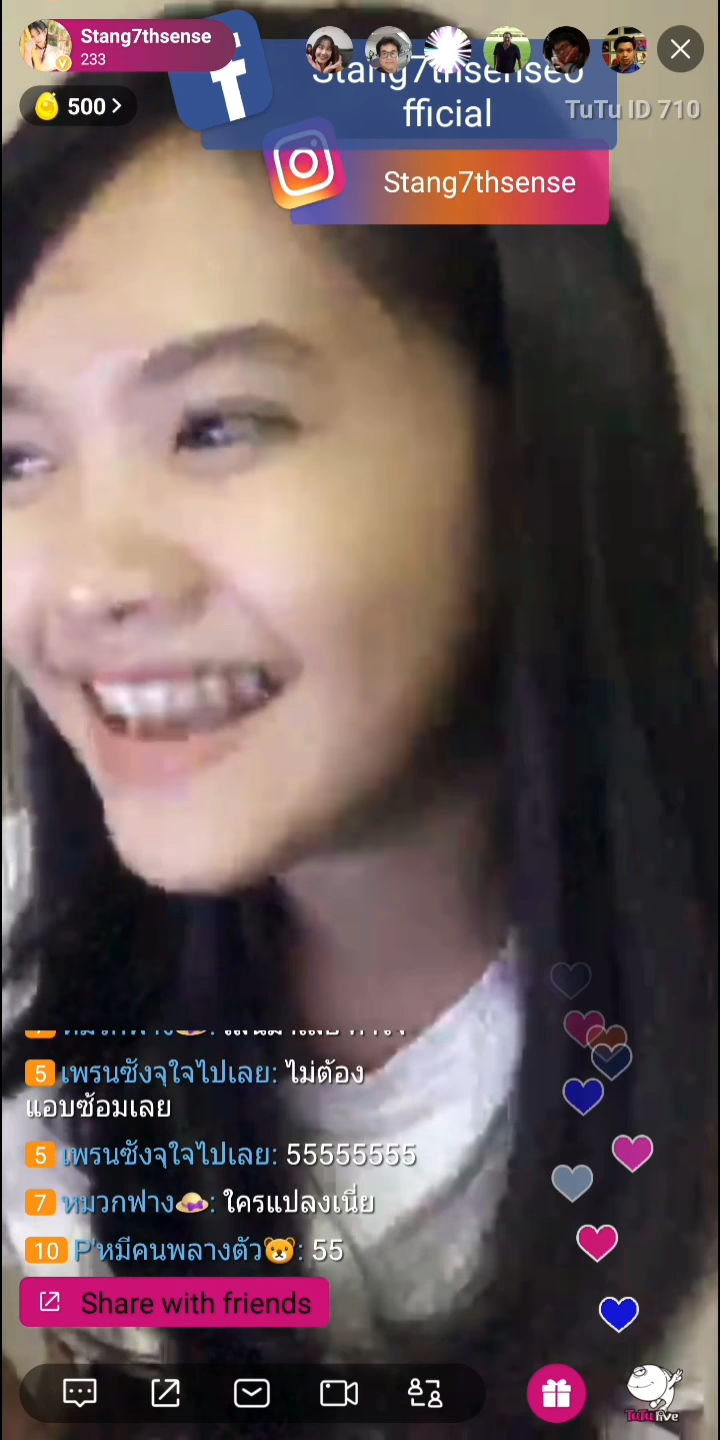 Stang7thsense
233
500
Stang7thsenseo
fficial
TuTu ID 710
Stang7thsense
5 เพรนซังจุใจไปเลย: ไม่ต้อง
แอบซ้อมเลย
5 เพรนซังจุใจไปเลย: 55555555
7 หมวกฟาง👒: ใครแปลงเนี่ย
10 P'หมีคนพลางตัว🐻: 55
Share with friends
TuTu live